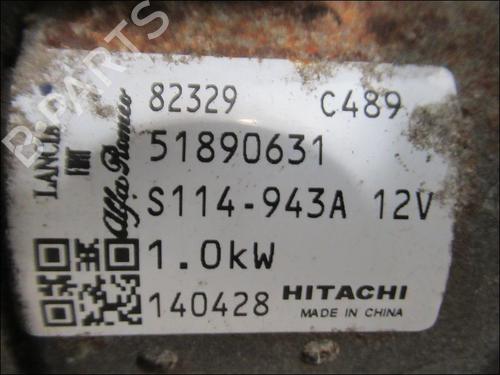 82329 C489
LANCIA
FIAT
Alfa Romeo
51890631
S114-943A 12V
1.0kW
140428 HITACHI
MADE IN CHINA
B-PARTS